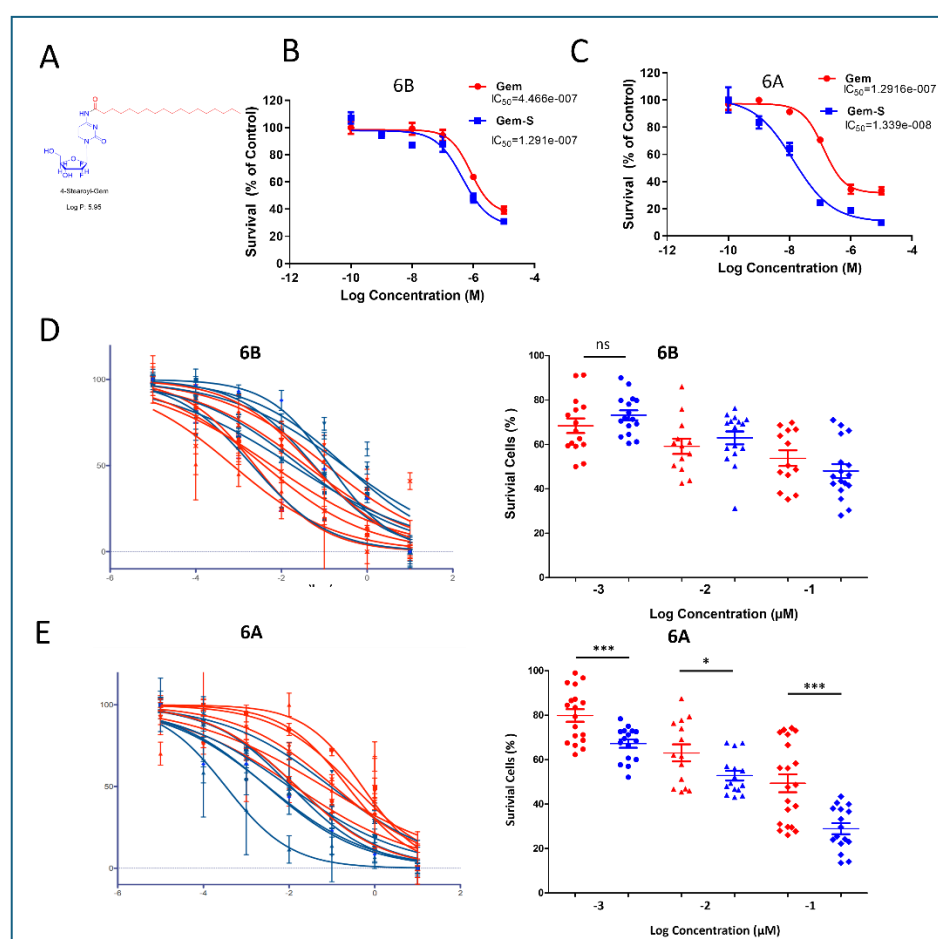 A
O
HN
N
N
O
HO
O
H
H
H
OH
F
F
4-Stearoyl-Gem
Log P: 5.95
B
6B
Gem
IC50=4.466e-007
Gem-S
IC50=1.291e-007
Survival (% of Control)
120
100
80
60
40
20
0
-12
-10
-8
-6
-4
Log Concentration (M)
C
6A
Gem
IC50=1.2916e-007
Gem-S
IC50=1.339e-008
Survival (% of Control)
120
100
80
60
40
20
0
-12
-10
-8
-6
-4
Log Concentration (M)
D
6B
100
50
0
-6
-4
-2
0
2
6B
ns
Surivial Cells (% )
100
80
60
40
20
0
-3
-2
-1
Log Concentration (µM)
E
6A
100
50
0
-6
-4
-2
0
2
6A
***
*
***
Survivial Cells (% )
100
80
60
40
20
0
-3
-2
-1
Log Concentration (µM)